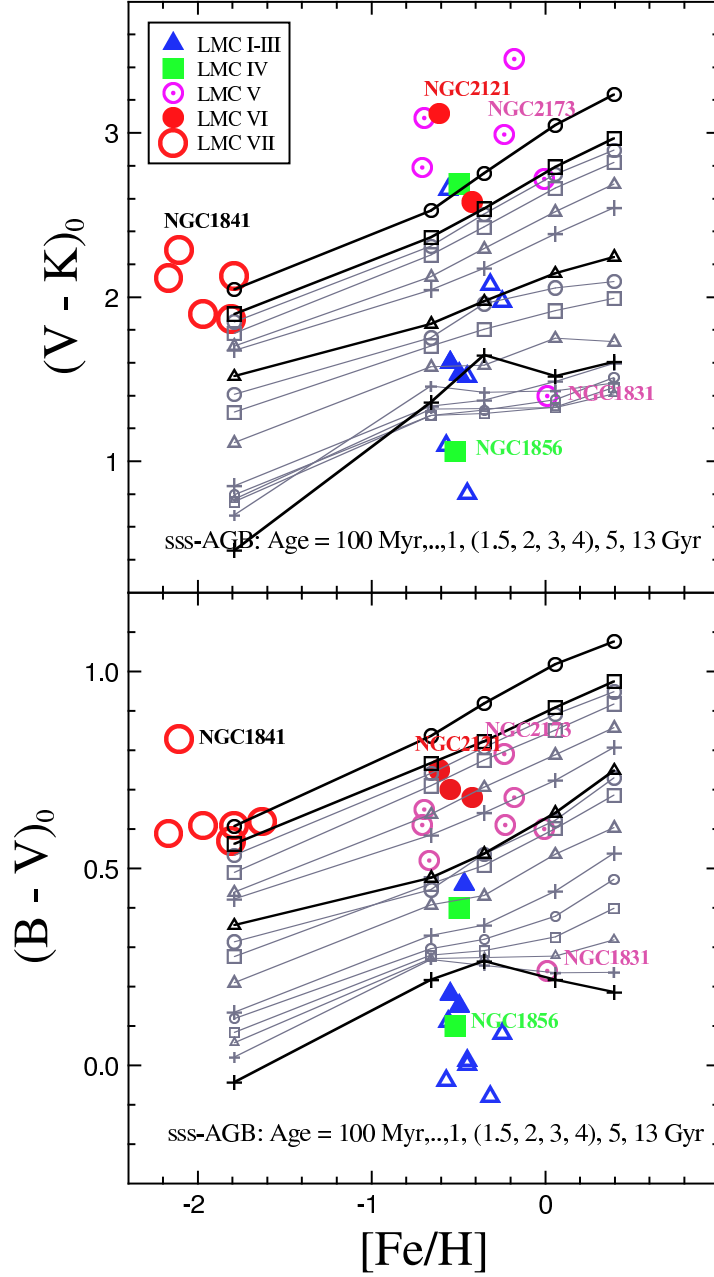 LMC I-III
LMC IV
LMC V
LMC VI
LMC VII
NGC2121
NGC2173
NGC1841
NGC1831
NGC1856
sss-AGB: Age = 100 Myr,..,1, (1.5, 2, 3, 4), 5, 13 Gyr
3
2
1
(V - K)0
NGC1841
NGC2173
NGC2121
NGC1831
NGC1856
sss-AGB: Age = 100 Myr,..,1, (1.5, 2, 3, 4), 5, 13 Gyr
1.0
0.5
0.0
(B - V)0
-2
-1
0
[Fe/H]